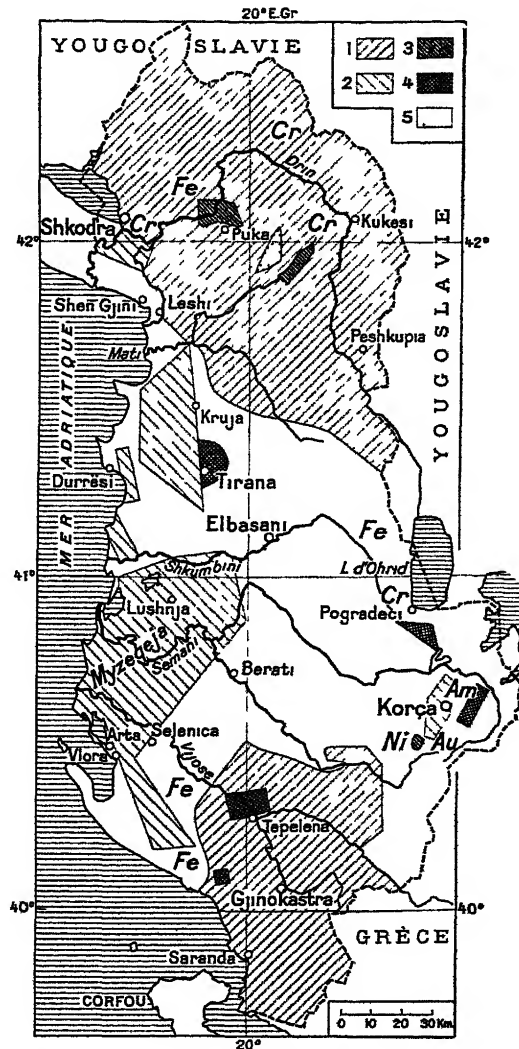 20° E.Gr
YOUGOSLAVIE
1 3
2 4
5
Cr
Drin
Fe
Cr
Kukesi
Shkodra
Cr
Puka
42°
42°
Shen Gjini
Leshi
YOUGOSLAVIE
Mati
Peshkupia
Kruja
MER ADRIATIQUE
Durrësi
Tirana
Elbasani
Fe
L. d'Ohrid
41°
41°
Shkumbini
Cr
Lushnja
Pogradeci
Myzeqeja
Semani
Berati
Am
Korça
Arta
Selenica
Ni
Au
Vlora
Vijose
Fe
Tepelena
Fe
Gjinokastra
40°
40°
GRÈCE
Saranda
CORFOU
0 10 20 30 Km.
20°